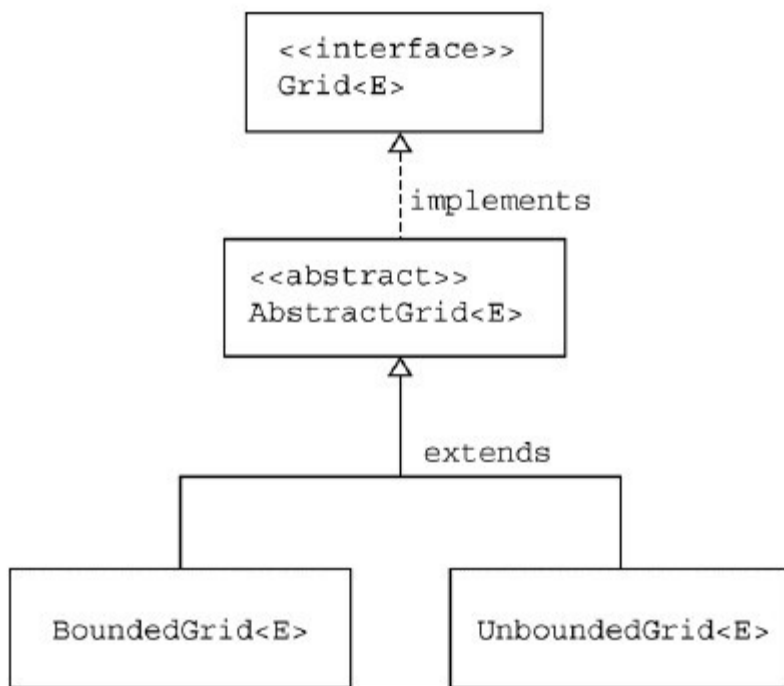 <<interface>>
Grid<E>
implements
<<abstract>>
AbstractGrid<E>
extends
BoundedGrid<E>
UnboundedGrid<E>